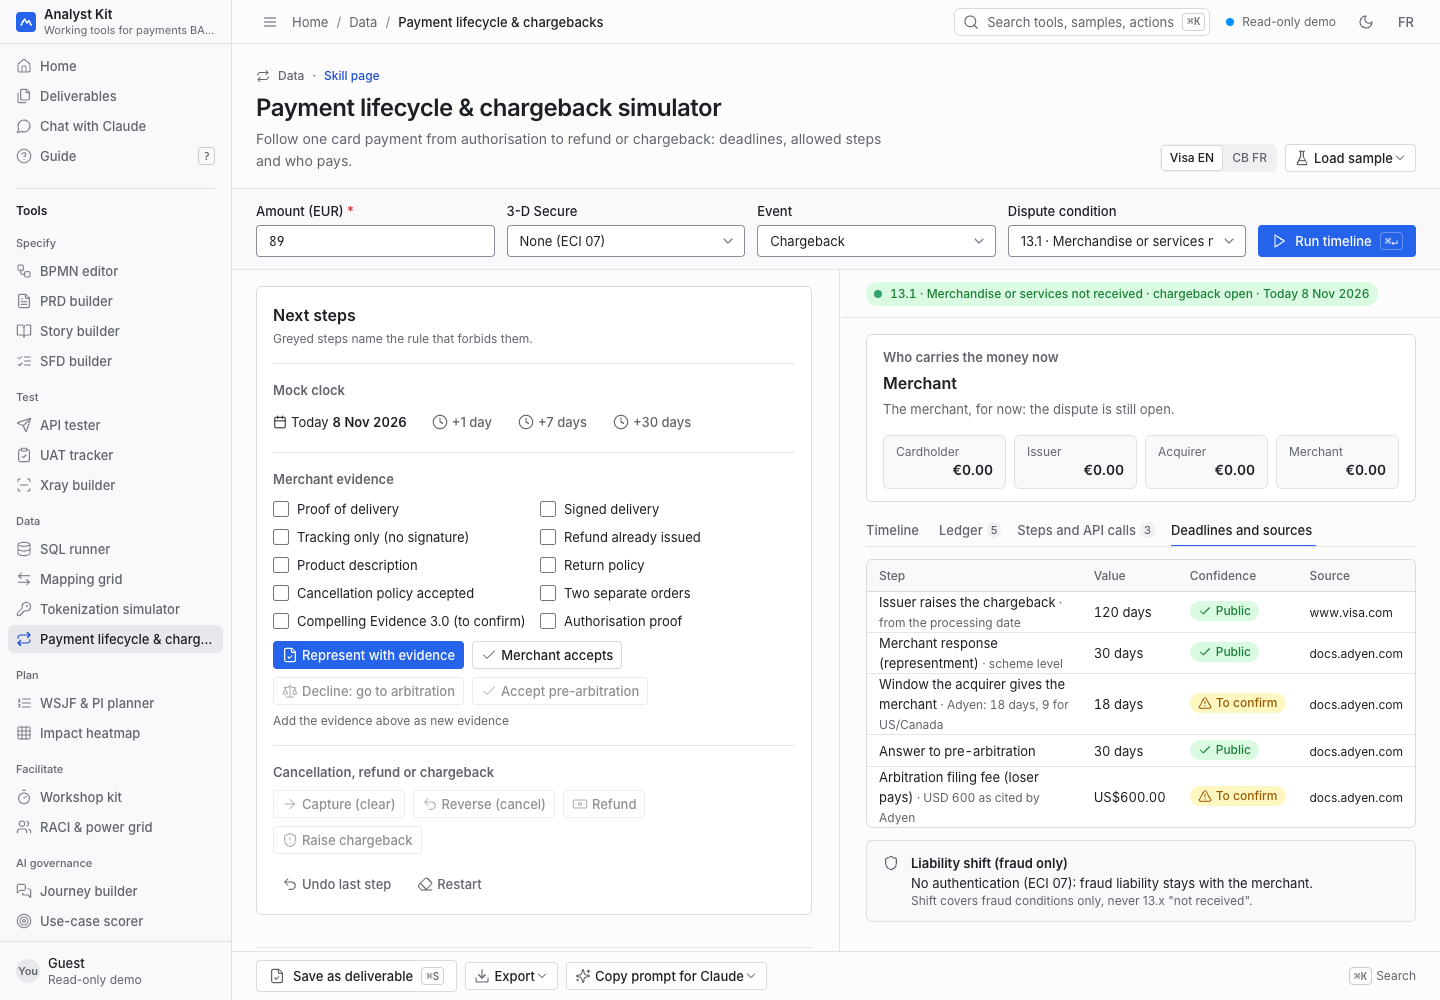 Analyst Kit
Working tools for payments BA...
Home
Deliverables
Chat with Claude
Guide
?
Tools
Specify
BPMN editor
PRD builder
Story builder
SFD builder
Test
API tester
UAT tracker
Xray builder
Data
SQL runner
Mapping grid
Tokenization simulator
Payment lifecycle & charg...
Plan
WSJF & PI planner
Impact heatmap
Facilitate
Workshop kit
RACI & power grid
AI governance
Journey builder
Use-case scorer
You
Guest
Read-only demo
Home / Data / Payment lifecycle & chargebacks
Search tools, samples, actions ⌘K
Read-only demo
FR
Data · Skill page
Payment lifecycle & chargeback simulator
Follow one card payment from authorisation to refund or chargeback: deadlines, allowed steps
and who pays.
Visa EN
CB FR
Load sample
Amount (EUR) *
89
3-D Secure
None (ECI 07)
Event
Chargeback
Dispute condition
13.1 · Merchandise or services r
Run timeline ⌘↵
Next steps
Greyed steps name the rule that forbids them.
Mock clock
Today 8 Nov 2026
+1 day
+7 days
+30 days
Merchant evidence
Proof of delivery
Signed delivery
Tracking only (no signature)
Refund already issued
Product description
Return policy
Cancellation policy accepted
Two separate orders
Compelling Evidence 3.0 (to confirm)
Authorisation proof
Represent with evidence
Merchant accepts
Decline: go to arbitration
Accept pre-arbitration
Add the evidence above as new evidence
Cancellation, refund or chargeback
Capture (clear)
Reverse (cancel)
Refund
Raise chargeback
Undo last step
Restart
13.1 · Merchandise or services not received · chargeback open · Today 8 Nov 2026
Who carries the money now
Merchant
The merchant, for now: the dispute is still open.
Cardholder
€0.00
Issuer
€0.00
Acquirer
€0.00
Merchant
€0.00
Timeline
Ledger 5
Steps and API calls 3
Deadlines and sources
Step Value Confidence Source
Issuer raises the chargeback ·
from the processing date
120 days
Public
www.visa.com
Merchant response
(representment) · scheme level
30 days
Public
docs.adyen.com
Window the acquirer gives the
merchant · Adyen: 18 days, 9 for
US/Canada
18 days
To confirm
docs.adyen.com
Answer to pre-arbitration
30 days
Public
docs.adyen.com
Arbitration filing fee (loser
pays) · USD 600 as cited by
Adyen
US$600.00
To confirm
docs.adyen.com
Liability shift (fraud only)
No authentication (ECI 07): fraud liability stays with the merchant.
Shift covers fraud conditions only, never 13.x "not received".
Save as deliverable ⌘S
Export
Copy prompt for Claude
⌘K Search